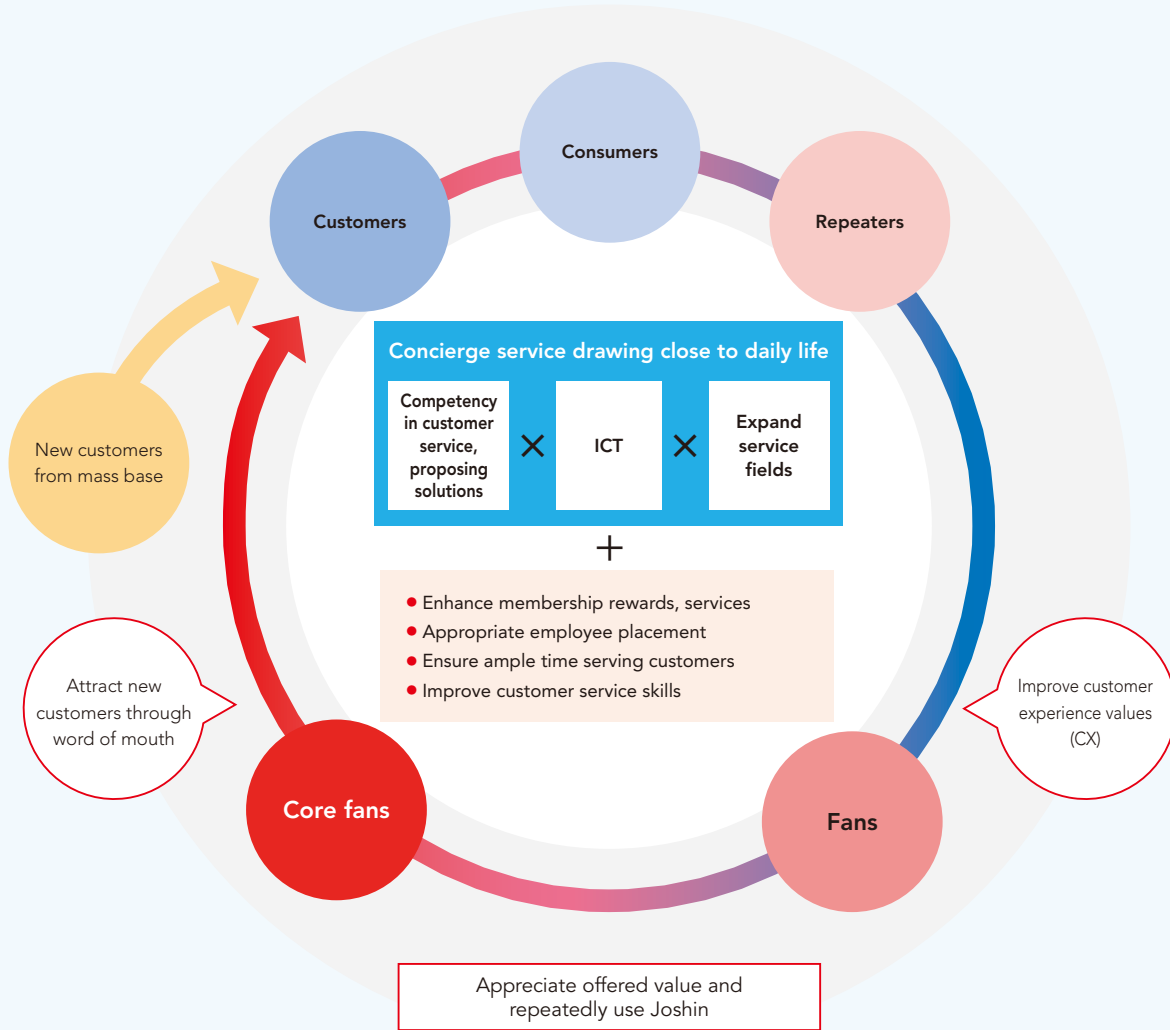 Consumers
Customers
Repeaters
Concierge service drawing close to daily life
Competency
in customer
service,
proposing
solutions
×
ICT
×
Expand
service
fields
New customers
from mass base
+
● Enhance membership rewards, services
● Appropriate employee placement
● Ensure ample time serving customers
● Improve customer service skills
Attract new
customers through
word of mouth
Improve customer
experience values
(CX)
Core fans
Fans
Appreciate offered value and
repeatedly use Joshin